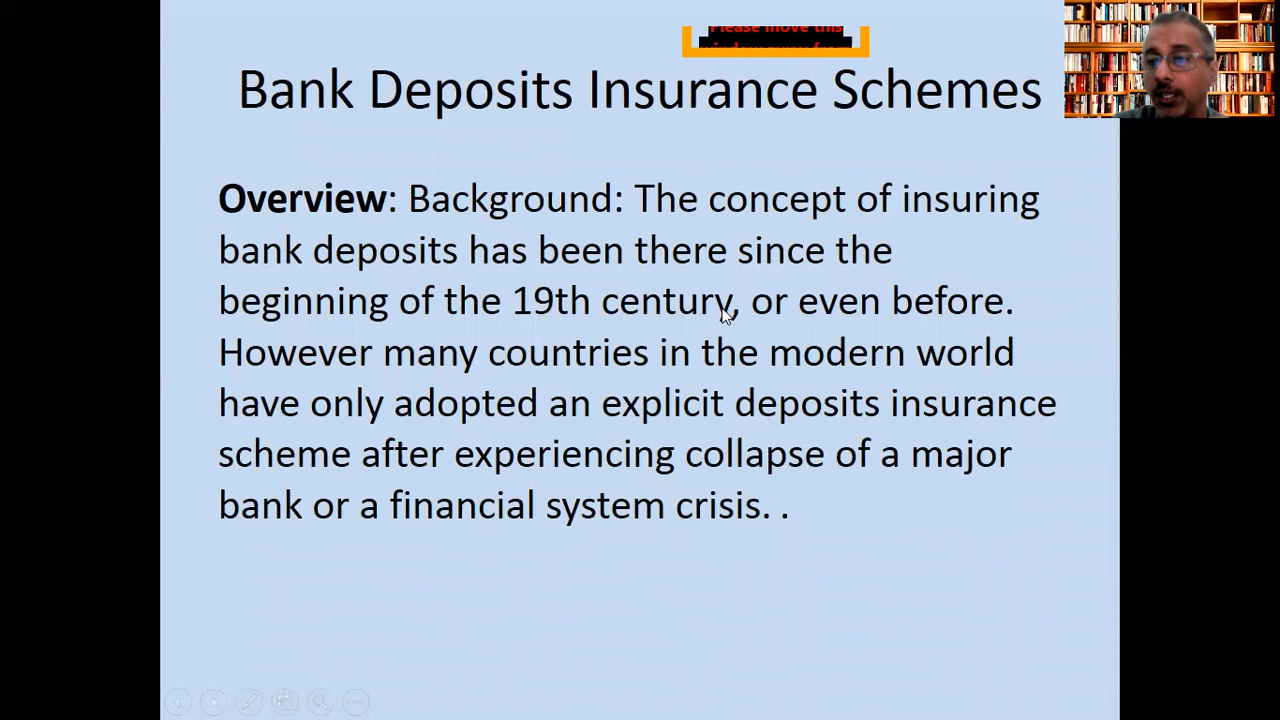 Please move this
Bank Deposits Insurance Schemes
Overview: Background: The concept of insuring
bank deposits has been there since the
beginning of the 19th century, or even before.
However many countries in the modern world
have only adopted an explicit deposits insurance
scheme after experiencing collapse of a major
bank or a financial system crisis. .